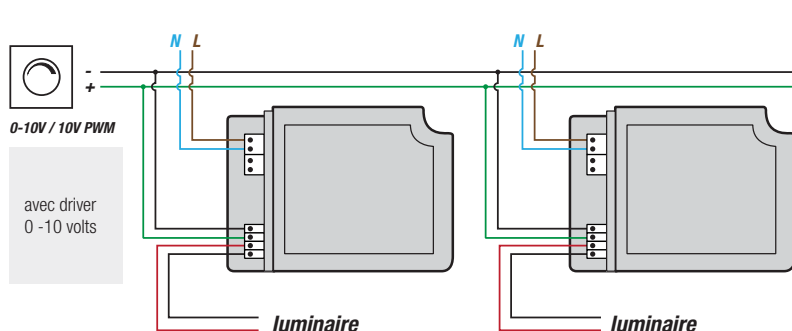 N L
N L
-
+
0-10V / 10V PWM
avec driver
0 -10 volts
luminaire
luminaire